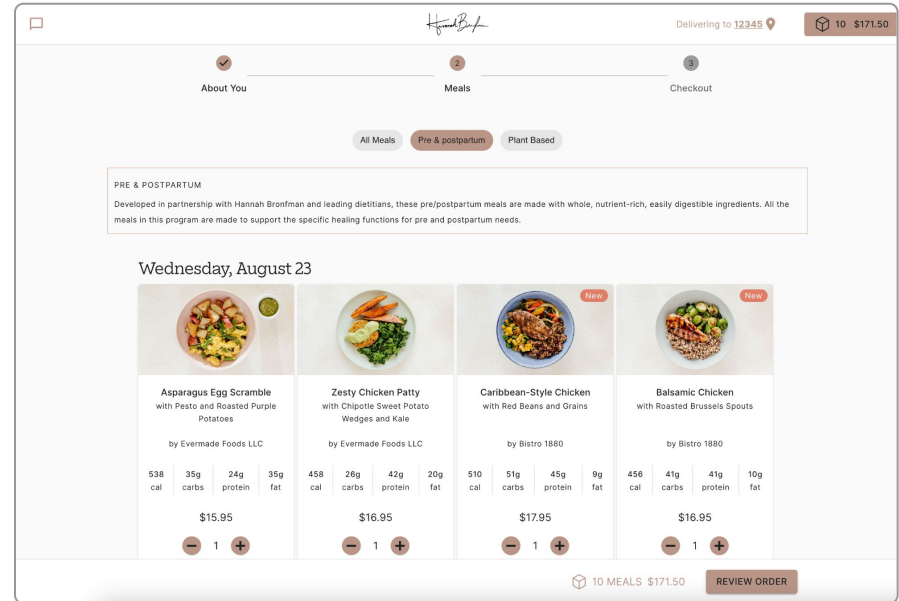 Hannah Bronfman
Delivering to 12345
10 $171.50
2
3
About You
Meals
Checkout
All Meals
Pre & postpartum
Plant Based
PRE & POSTPARTUM
Developed in partnership with Hannah Bronfman and leading dietitians, these pre/postpartum meals are made with whole, nutrient-rich, easily digestible ingredients. All the
meals in this program are made to support the specific healing functions for pre and postpartum needs.
Wednesday, August 23
Asparagus Egg Scramble
with Pesto and Roasted Purple
Potatoes
by Evermade Foods LLC
538 35g 24g 35g
cal carbs protein fat
$15.95
1
Zesty Chicken Patty
with Chipotle Sweet Potato
Wedges and Kale
by Evermade Foods LLC
458 26g 42g 20g
cal carbs protein fat
$16.95
1
New
Caribbean-Style Chicken
with Red Beans and Grains
by Bistro 1880
510 51g 45g 9g
cal carbs protein fat
$17.95
1
New
Balsamic Chicken
with Roasted Brussels Spouts
by Bistro 1880
456 41g 41g 10g
cal carbs protein fat
$16.95
1
10 MEALS $171.50
REVIEW ORDER